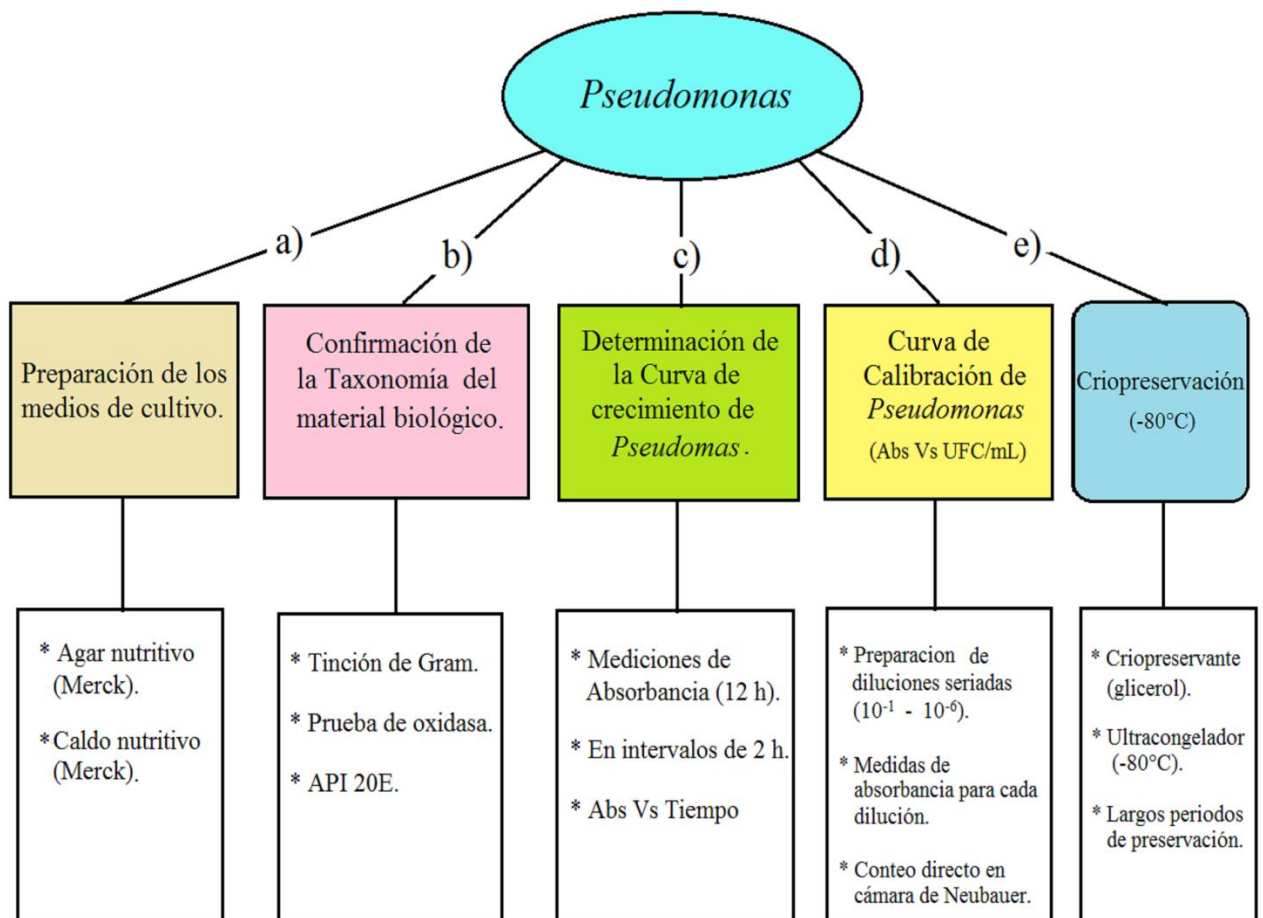 Pseudomonas
a)
b)
c)
d)
e)
Preparación de los
medios de cultivo.
Confirmación de
la Taxonomía del
material biológico.
Determinación de
la Curva de
crecimiento de
Pseudomas.
Curva de
Calibración de
Pseudomonas
(Abs Vs UFC/mL)
Criopreservación
(-80°C)
* Agar nutritivo
(Merck).
*Caldo nutritivo
(Merck).
* Tinción de Gram.
* Prueba de oxidasa.
* API 20E.
* Mediciones de
Absorbancia (12 h).
* En intervalos de 2 h.
* Abs Vs Tiempo
* Preparacion de
diluciones seriadas
(10⁻¹ - 10⁻⁶).
* Medidas de
absorbancia para cada
dilución.
* Conteo directo en
cámara de Neubauer.
* Criopreservante
(glicerol).
* Ultracongelador
(-80°C).
* Largos periodos
de preservación.